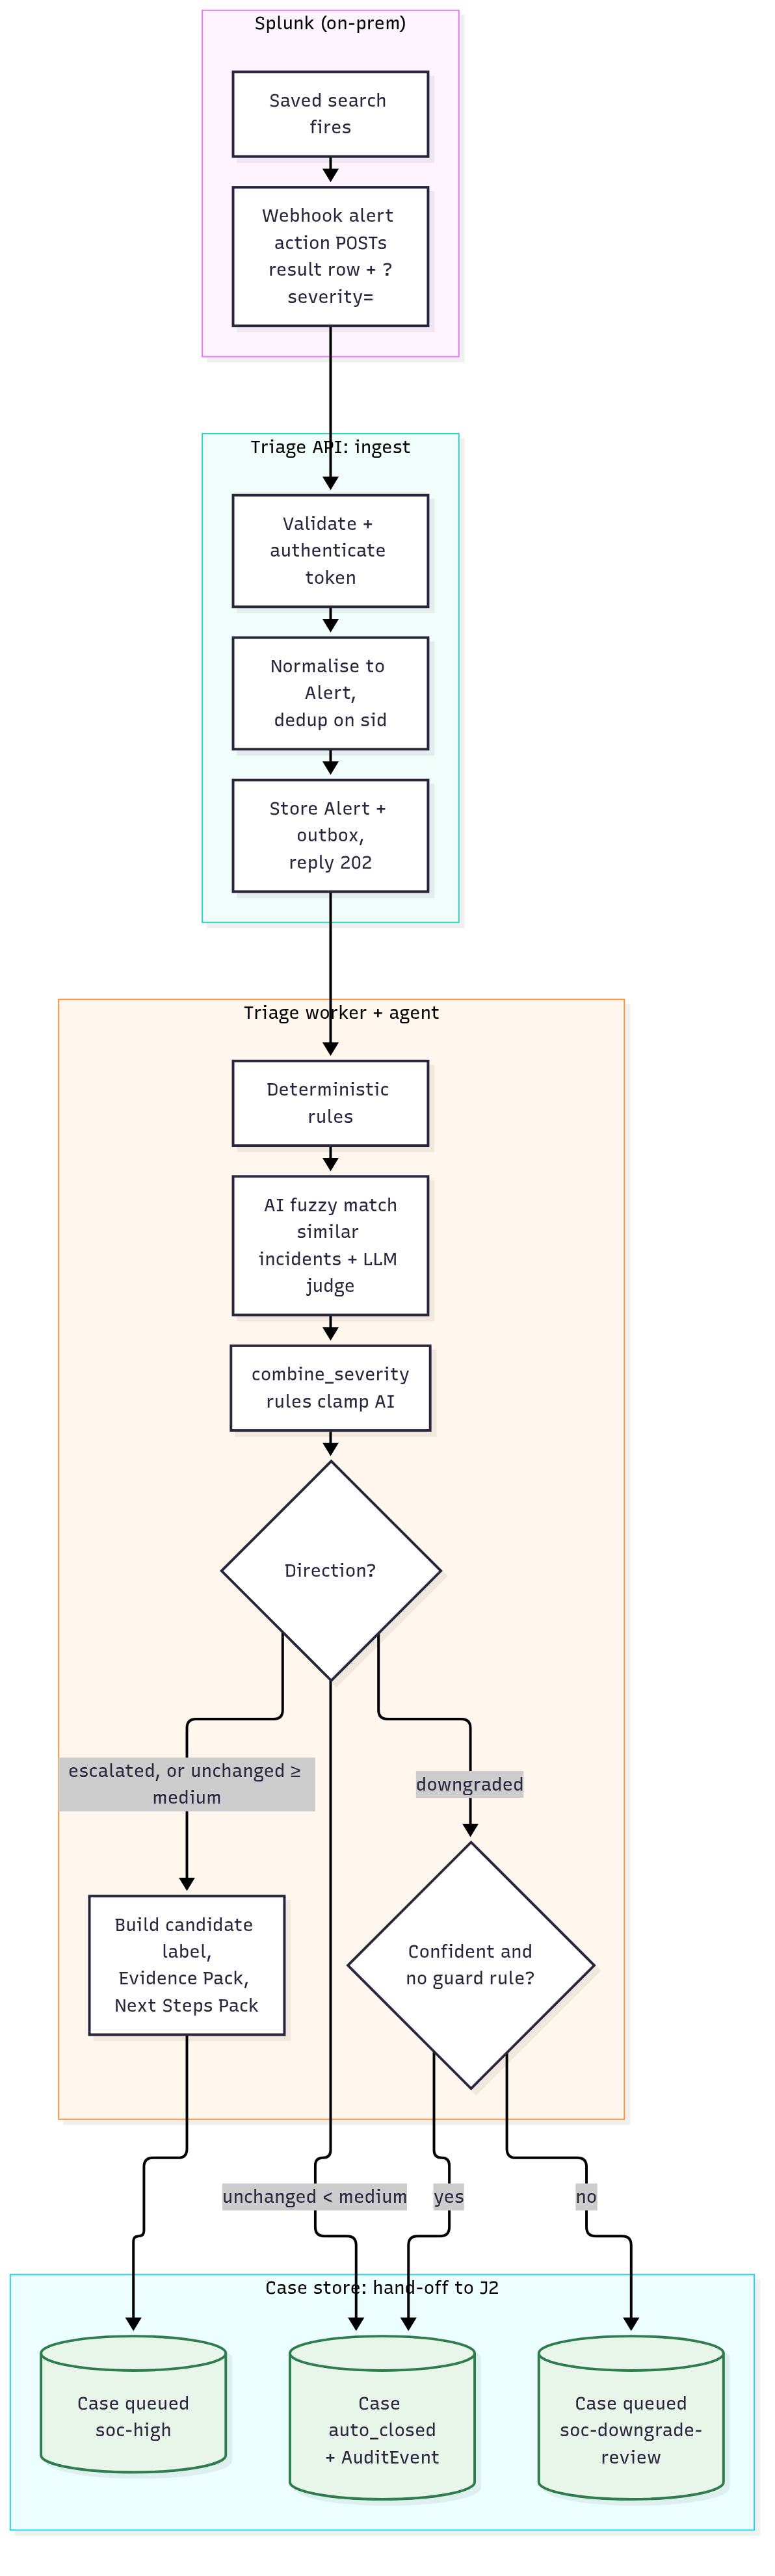 Splunk (on-prem)
Saved search
fires
Webhook alert
action POSTs
result row + ?
severity=
Triage API: ingest
Validate +
authenticate
token
Normalise to
Alert,
dedup on sid
Store Alert +
outbox,
reply 202
Triage worker + agent
Deterministic
rules
AI fuzzy match
similar
incidents + LLM
judge
combine_severity
rules clamp AI
Direction?
escalated, or unchanged ≥
medium
downgraded
Build candidate
label,
Evidence Pack,
Next Steps Pack
Confident and
no guard rule?
unchanged < medium
yes
no
Case store: hand-off to J2
Case queued
soc-high
Case
auto_closed
+ AuditEvent
Case queued
soc-downgrade-
review